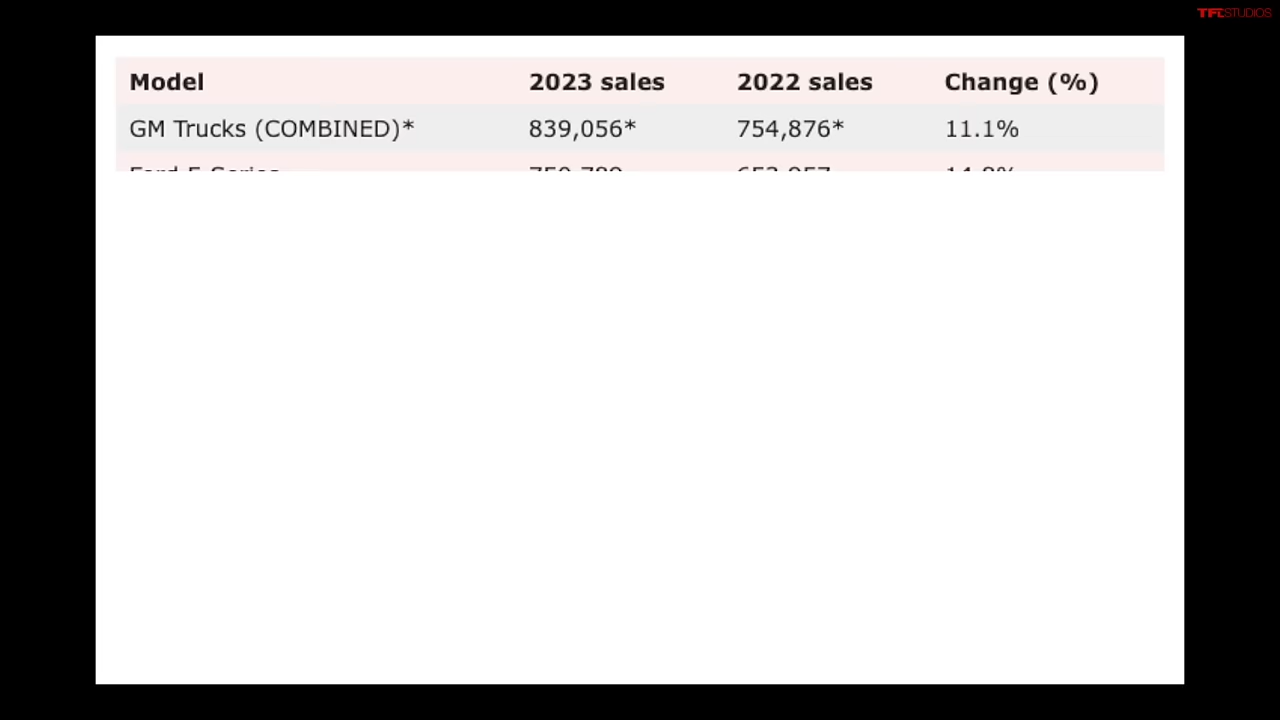 TFLSTUDIOS
Model 2023 sales 2022 sales Change (%)
GM Trucks (COMBINED)* 839,056* 754,876* 11.1%